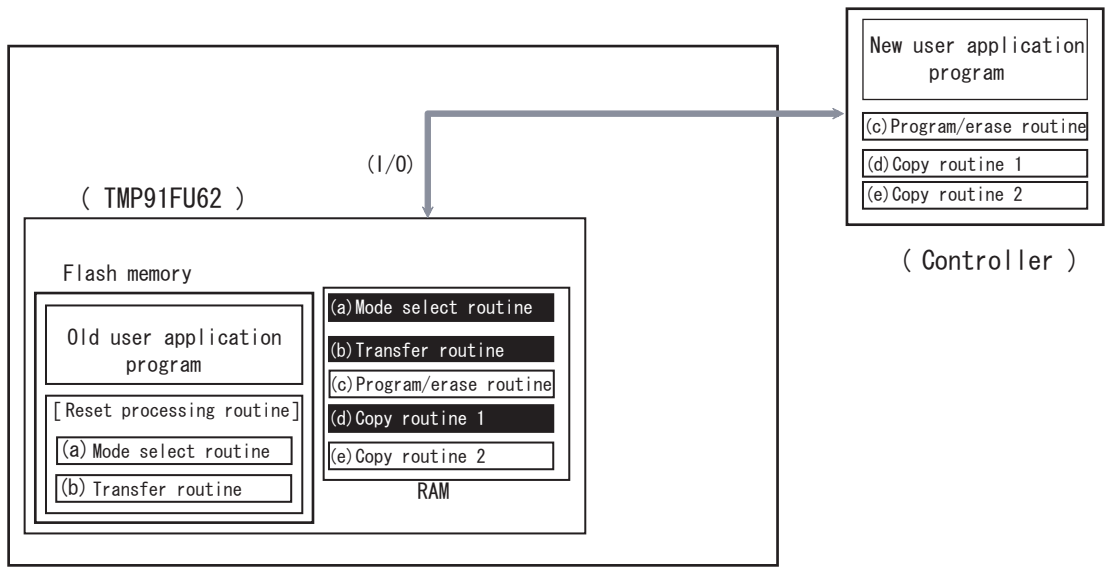 New user application
program
(c)Program/erase routine
(d)Copy routine 1
(e)Copy routine 2
( Controller )
(I/O)
( TMP91FU62 )
Flash memory
Old user application
program
[Reset processing routine]
(a)Mode select routine
(b)Transfer routine
(a)Mode select routine
(b)Transfer routine
(c)Program/erase routine
(d)Copy routine 1
(e)Copy routine 2
RAM